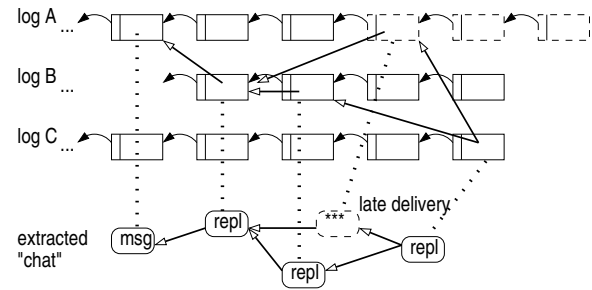 log A ...
log B ...
log C ...
late delivery
***
repl
extracted
msg
repl
"chat"
repl